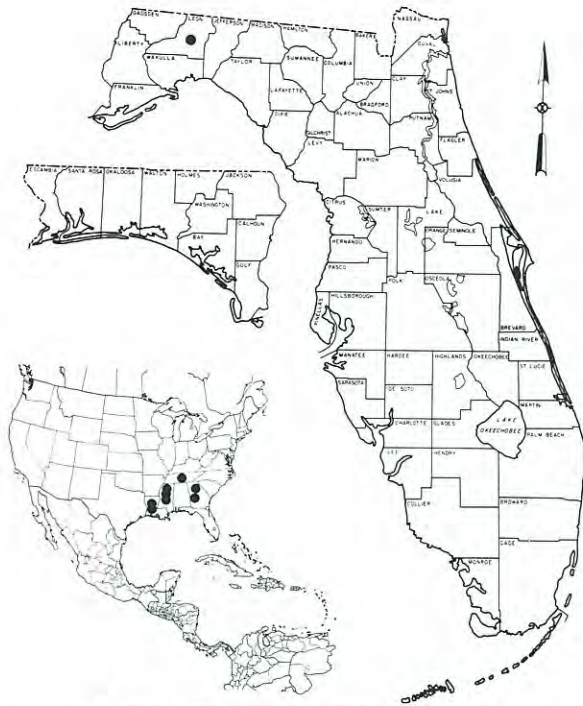 GADSDEN
LEON
JEFFERSON
MADISON
HAMILTON
NASSAU
BAKER
DUVAL
LIBERTY
WAKULLA
TAYLOR
SUWANNEE
COLUMBIA
UNION
CLAY
ST JOHNS
FRANKLIN
LAFAYETTE
BRADFORD
DIXIE
ALACHUA
PUTNAM
GILCHRIST
LEVY
FLAGLER
MARION
VOLUSIA
ESCAMBIA
SANTA ROSA
OKALOOSA
WALTON
HOLMES
JACKSON
WASHINGTON
BAY
CALHOUN
GULF
CITRUS
SUMTER
LAKE
HERNANDO
ORANGE
SEMINOLE
PASCO
POLK
OSCEOLA
HILLSBOROUGH
PINELLAS
BREVARD
INDIAN RIVER
MANATEE
HARDEE
HIGHLANDS
OKEECHOBEE
ST LUCIE
SARASOTA
DE SOTO
MARTIN
CHARLOTTE
GLADES
LAKE
OKEECHOBEE
PALM BEACH
LEE
HENDRY
COLLIER
BROWARD
DADE
MONROE